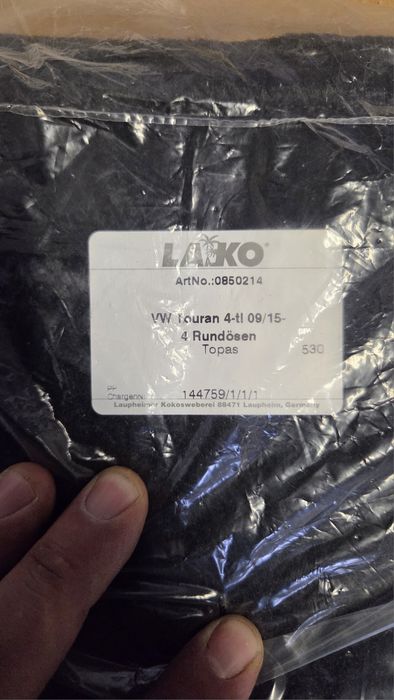 LAKO®
ArtNo.:0850214
VW Touran 4-tl 09/15-
4 Rundösen
Topas 530
PP
Chargennr. 144759/1/1/1
Laupheimer Kokosweberei 88471 Laupheim, Germany